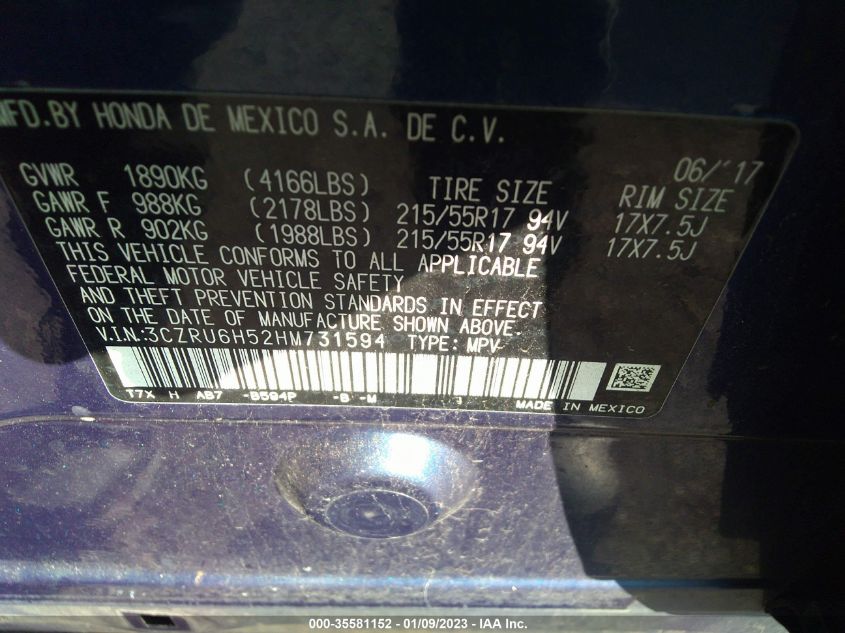 MFD.BY HONDA DE MEXICO S.A. DE C.V.
06/'17
GVWR 1890KG (4166LBS) TIRE SIZE RIM SIZE
GAWR F 988KG (2178LBS) 215/55R17 94V 17X7.5J
GAWR R 902KG (1988LBS) 215/55R17 94V 17X7.5J
THIS VEHICLE CONFORMS TO ALL APPLICABLE
FEDERAL MOTOR VEHICLE SAFETY
AND THEFT PREVENTION STANDARDS IN EFFECT
ON THE DATE OF MANUFACTURE SHOWN ABOVE.
V.I.N.:3CZRU6H52HM731594 TYPE: MPV
T7X H AB7 -B594P -B -M
MADE IN MEXICO
000-35581152 - 01/09/2023 - IAA Inc.